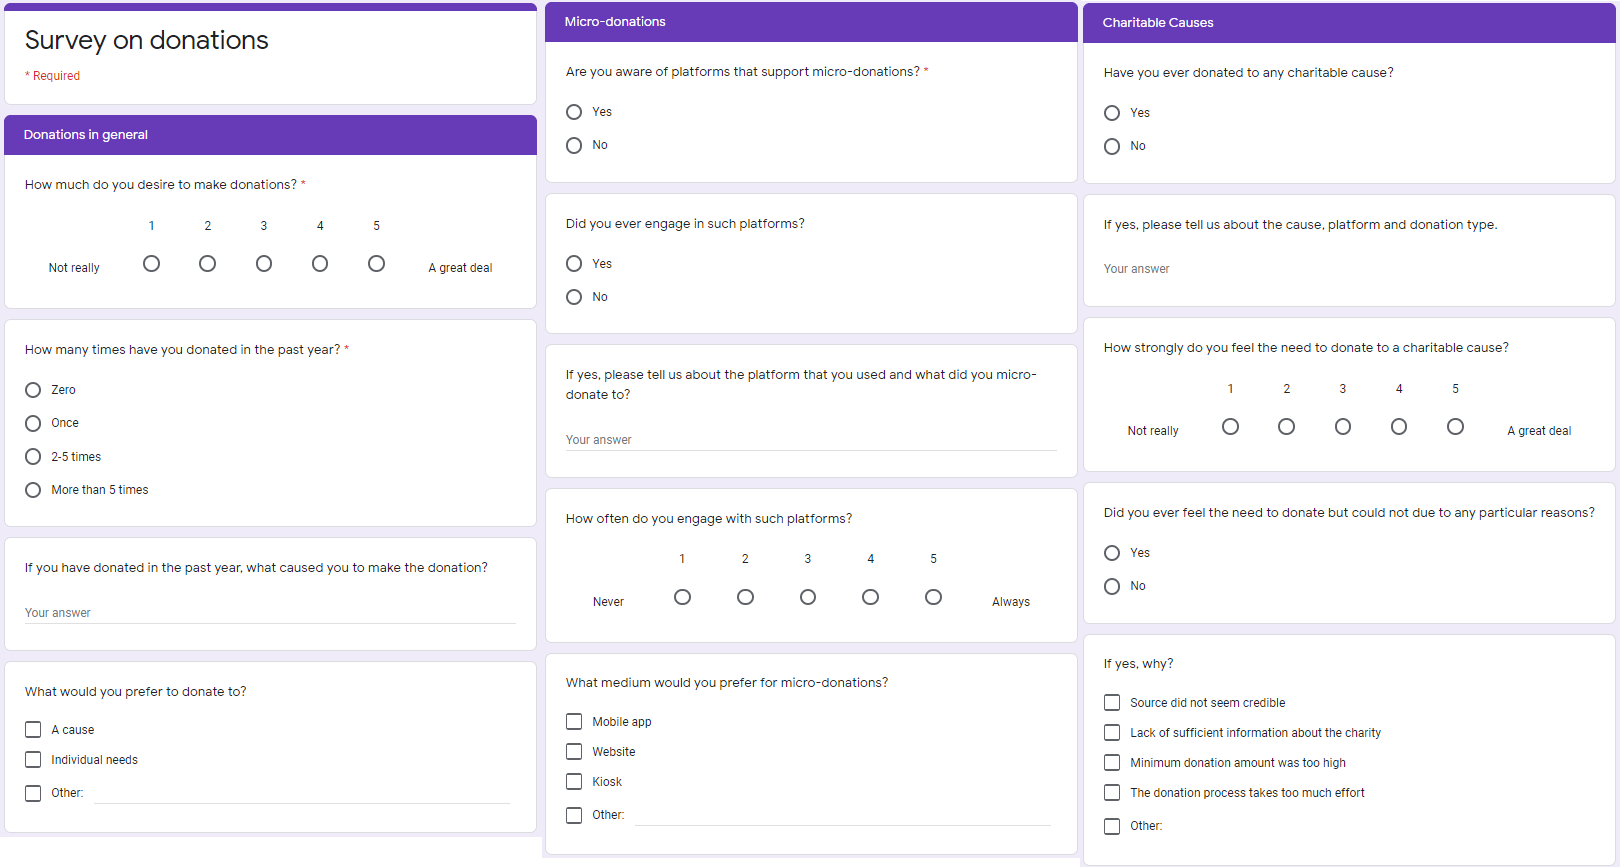 Survey on donations
* Required
Donations in general
How much do you desire to make donations? *
1 2 3 4 5
Not really A great deal
How many times have you donated in the past year? *
Zero
Once
2-5 times
More than 5 times
If you have donated in the past year, what caused you to make the donation?
Your answer
What would you prefer to donate to?
A cause
Individual needs
Other:
Micro-donations
Are you aware of platforms that support micro-donations? *
Yes
No
Did you ever engage in such platforms?
Yes
No
If yes, please tell us about the platform that you used and what did you micro-
donate to?
Your answer
How often do you engage with such platforms?
1 2 3 4 5
Never Always
What medium would you prefer for micro-donations?
Mobile app
Website
Kiosk
Other:
Charitable Causes
Have you ever donated to any charitable cause?
Yes
No
If yes, please tell us about the cause, platform and donation type.
Your answer
How strongly do you feel the need to donate to a charitable cause?
1 2 3 4 5
Not really A great deal
Did you ever feel the need to donate but could not due to any particular reasons?
Yes
No
If yes, why?
Source did not seem credible
Lack of sufficient information about the charity
Minimum donation amount was too high
The donation process takes too much effort
Other: